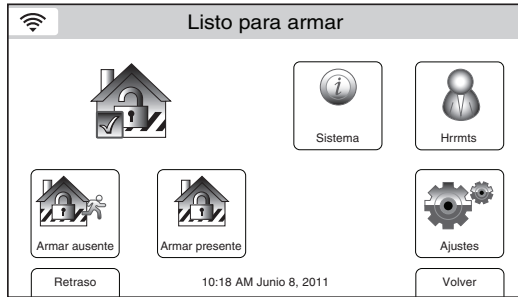 Listo para armar
Sistema
Hrrmts
Armar ausente
Armar presente
Ajustes
Retraso
10:18 AM Junio 8, 2011
Volver